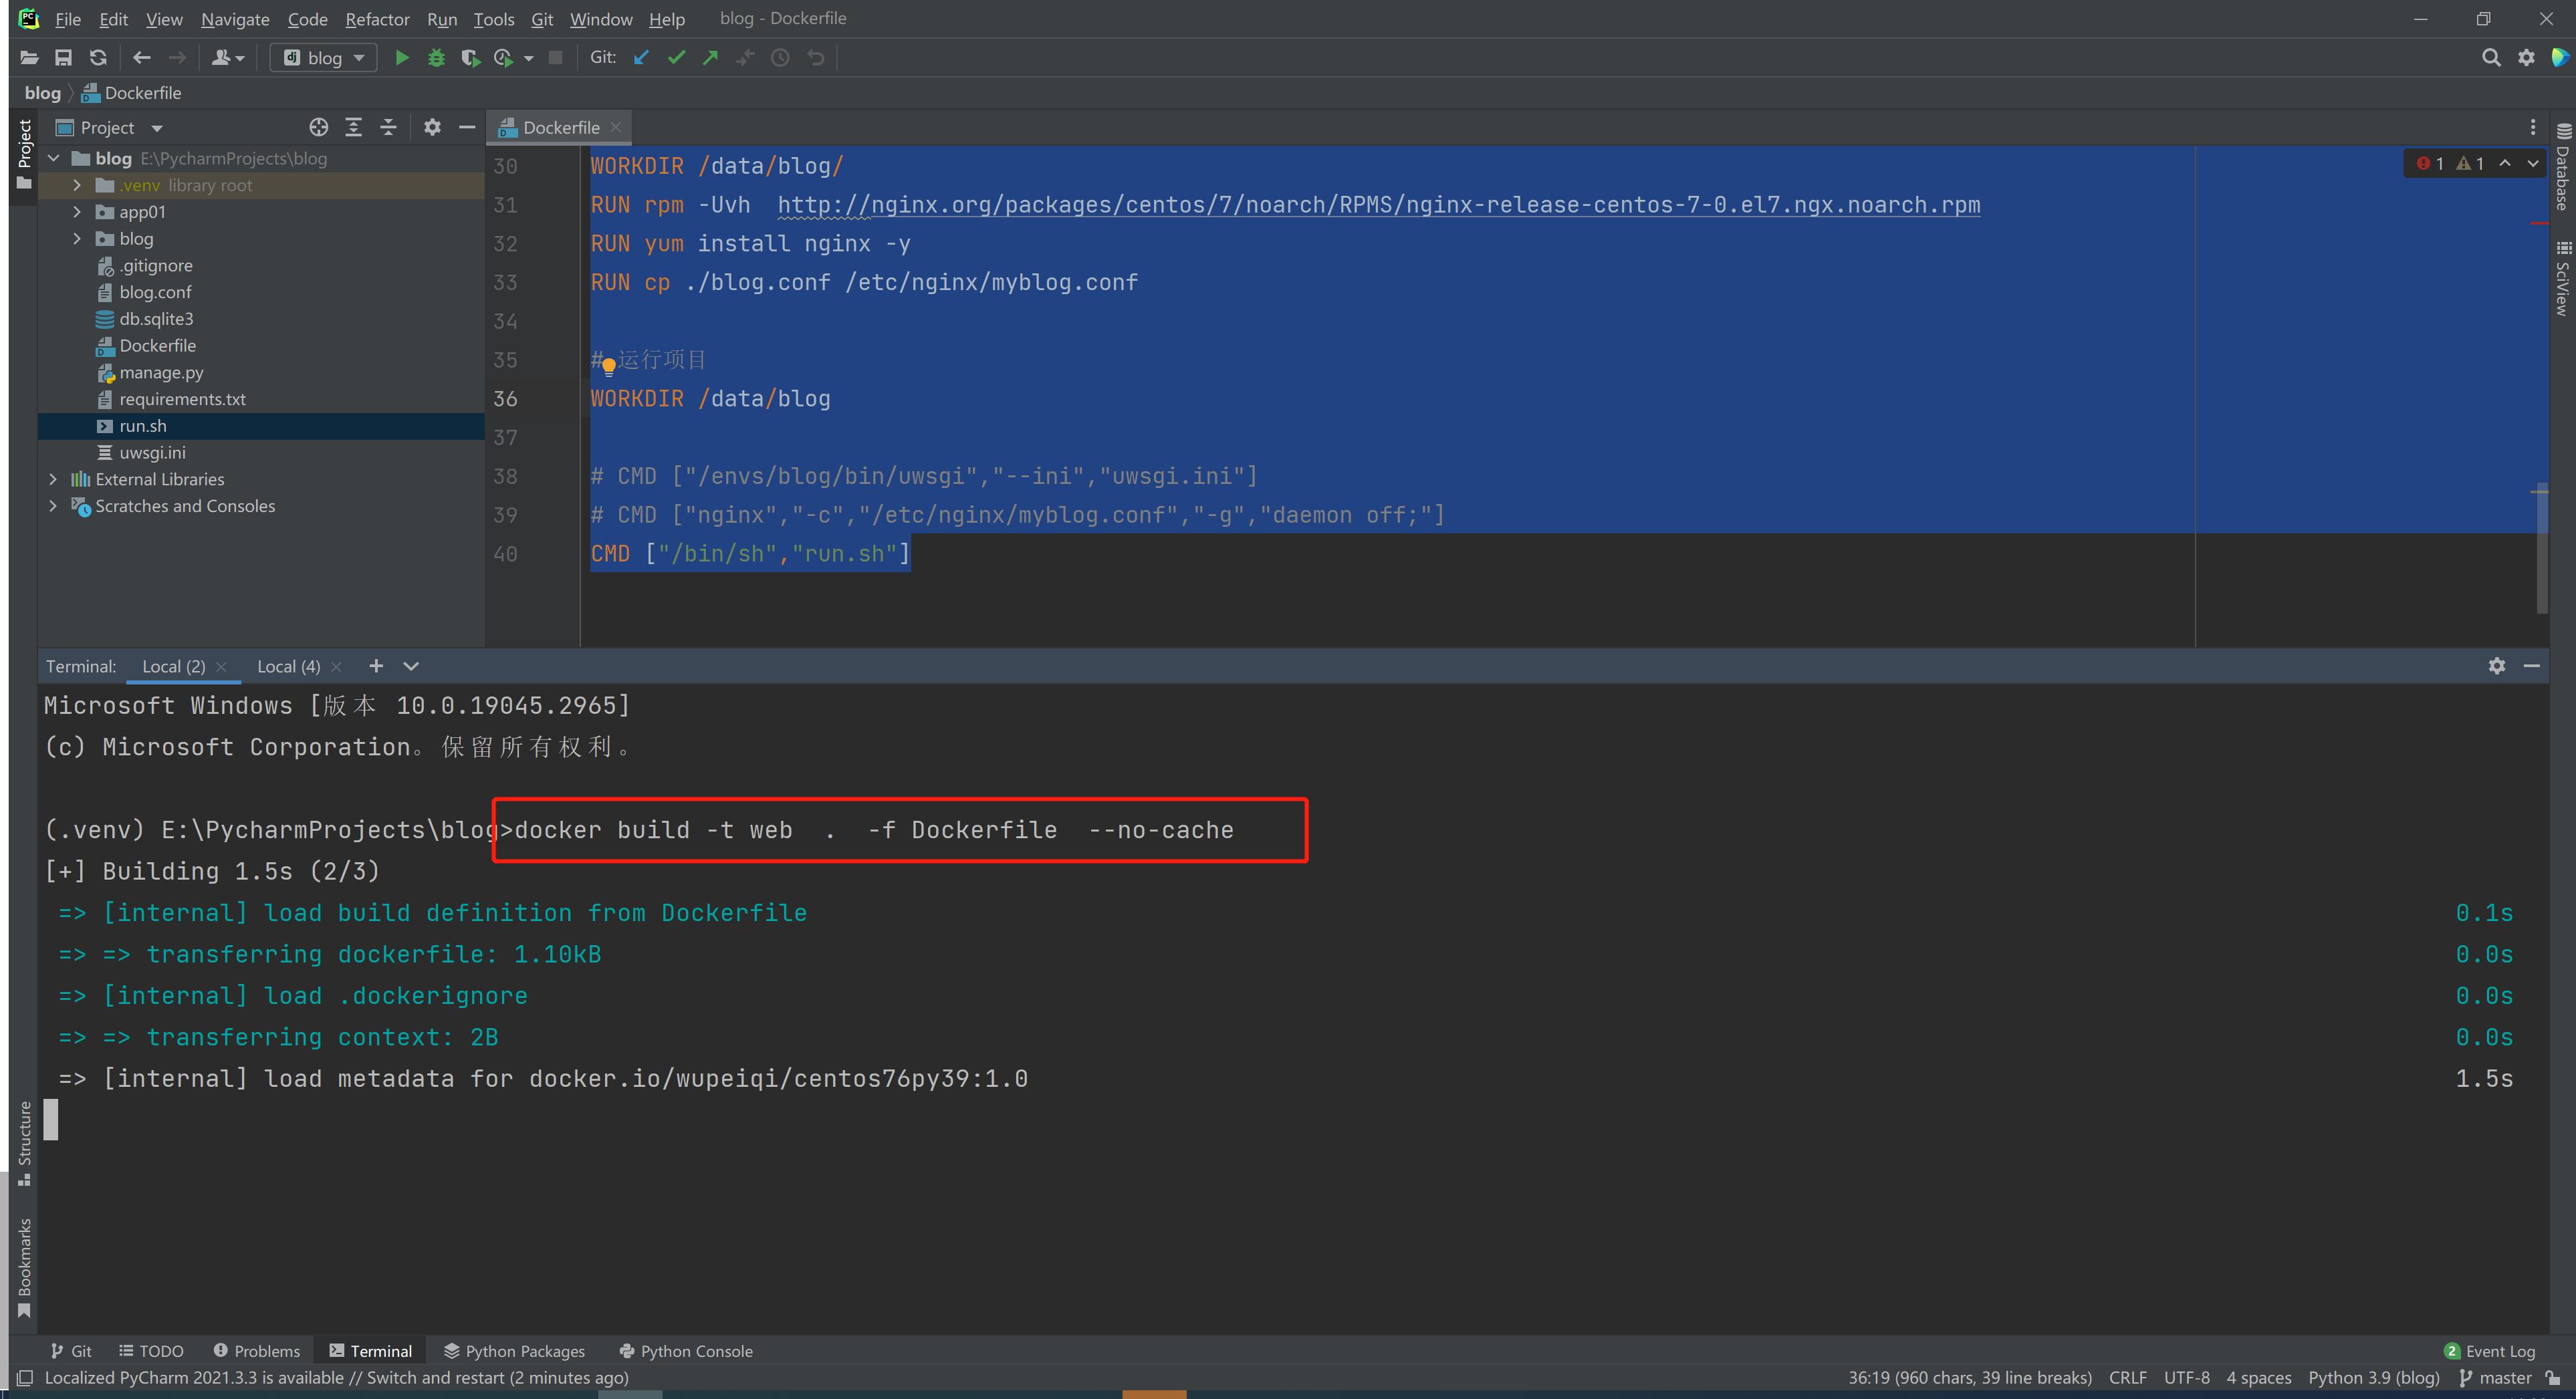 File Edit View Navigate Code Refactor Run Tools Git Window Help blog - Dockerfile
blog Git:
blog Dockerfile
Project
Project
Dockerfile
blog E:\PycharmProjects\blog
.venv library root
app01
blog
.gitignore
blog.conf
db.sqlite3
Dockerfile
manage.py
requirements.txt
run.sh
uwsgi.ini
External Libraries
Scratches and Consoles
30 WORKDIR /data/blog/
31 RUN rpm -Uvh  http://nginx.org/packages/centos/7/noarch/RPMS/nginx-release-centos-7-0.el7.ngx.noarch.rpm
32 RUN yum install nginx -y
33 RUN cp ./blog.conf /etc/nginx/myblog.conf
34
35 # 运行项目
36 WORKDIR /data/blog
37
38 # CMD ["/envs/blog/bin/uwsgi","--ini","uwsgi.ini"]
39 # CMD ["nginx","-c","/etc/nginx/myblog.conf","-g","daemon off;"]
40 CMD ["/bin/sh","run.sh"]
1 1
Database
SciView
Terminal: Local (2) Local (4)
Microsoft Windows [版本 10.0.19045.2965]
(c) Microsoft Corporation。保留所有权利。
(.venv) E:\PycharmProjects\blog>docker build -t web  .  -f Dockerfile  --no-cache
[+] Building 1.5s (2/3)
=> [internal] load build definition from Dockerfile 0.1s
=> => transferring dockerfile: 1.10kB 0.0s
=> [internal] load .dockerignore 0.0s
=> => transferring context: 2B 0.0s
=> [internal] load metadata for docker.io/wupeiqi/centos76py39:1.0 1.5s
Structure
Bookmarks
Git TODO Problems Terminal Python Packages Python Console 2 Event Log
Localized PyCharm 2021.3.3 is available // Switch and restart (2 minutes ago) 36:19 (960 chars, 39 line breaks) CRLF UTF-8 4 spaces Python 3.9 (blog) master